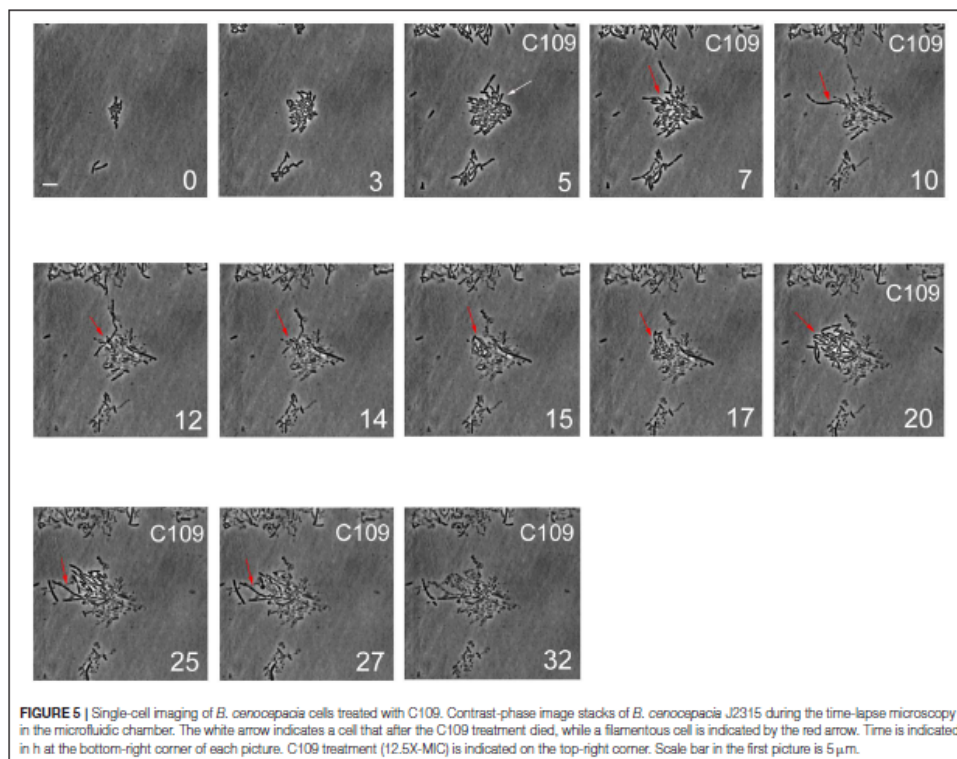 C109 C109 C109
0 3 5 7 10
C109
12 14 15 17 20
C109 C109 C109
25 27 32
FIGURE 5 | Single-cell imaging of B. cenocepacia cells treated with C109. Contrast-phase image stacks of B. cenocepacia J2315 during the time-lapse microscopy
in the microfluidic chamber. The white arrow indicates a cell that after the C109 treatment died, while a filamentous cell is indicated by the red arrow. Time is indicated
in h at the bottom-right corner of each picture. C109 treatment (12.5X-MIC) is indicated on the top-right corner. Scale bar in the first picture is 5 μm.